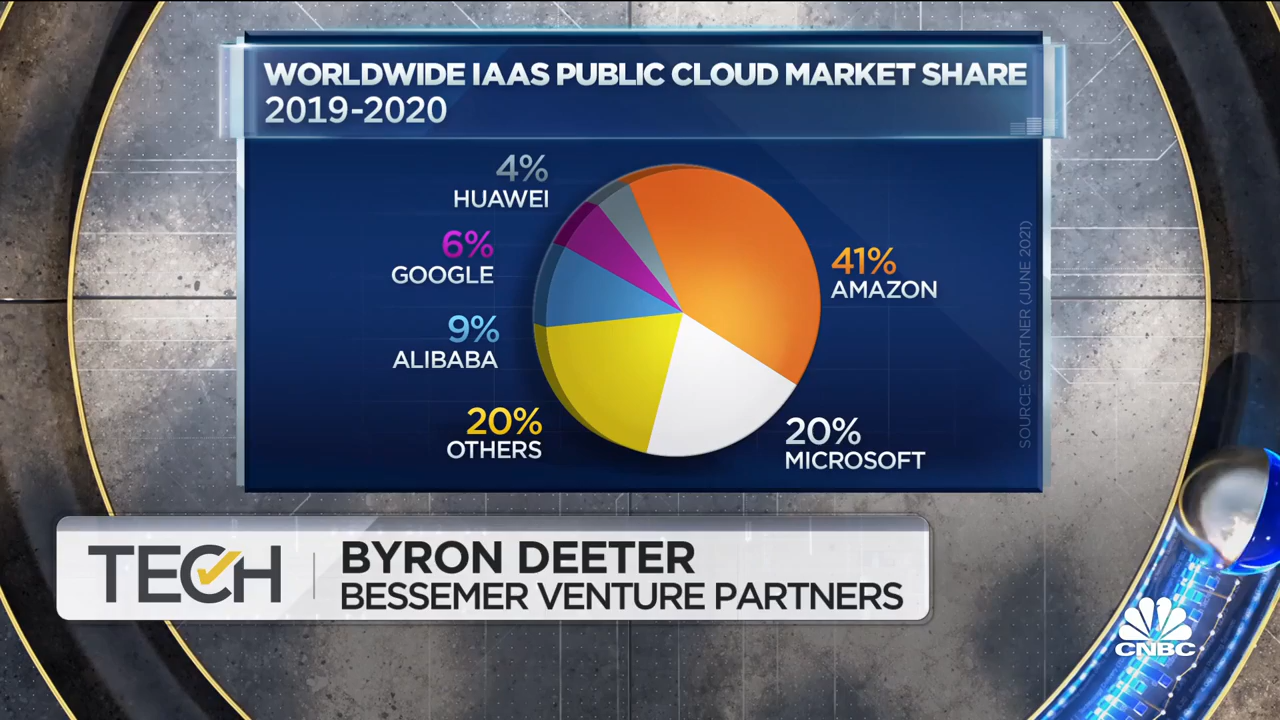 WORLDWIDE IAAS PUBLIC CLOUD MARKET SHARE
2019-2020
4%
HUAWEI
6%
GOOGLE
9%
ALIBABA
20%
OTHERS
41%
AMAZON
20%
MICROSOFT
SOURCE: GARTNER (JUNE 2021)
TECH
BYRON DEETER
BESSEMER VENTURE PARTNERS
CNBC